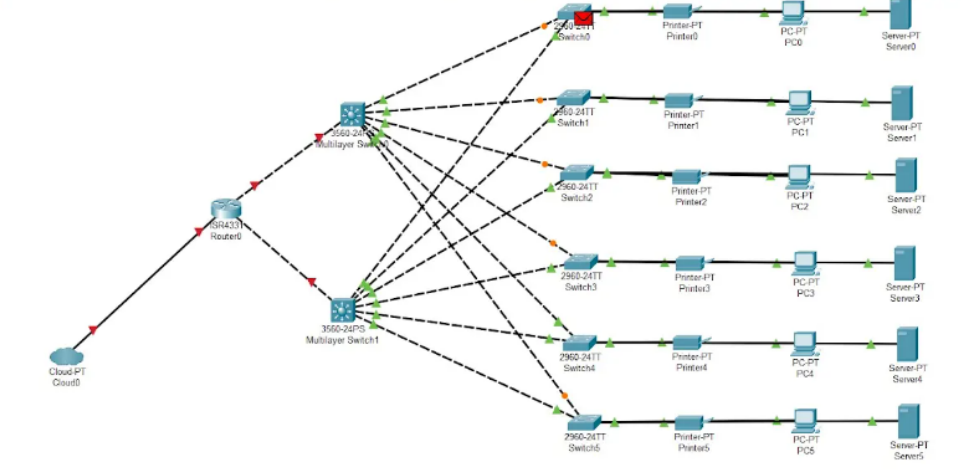 2960-24TT
Switch0
Printer-PT
Printer0
PC-PT
PC0
Server-PT
Server0
2960-24TT
Switch1
Printer-PT
Printer1
PC-PT
PC1
Server-PT
Server1
3560-24PS
Multilayer Switch0
2960-24TT
Switch2
Printer-PT
Printer2
PC-PT
PC2
Server-PT
Server2
ISR4331
Router0
2960-24TT
Switch3
Printer-PT
Printer3
PC-PT
PC3
Server-PT
Server3
3560-24PS
Multilayer Switch1
2960-24TT
Switch4
Printer-PT
Printer4
PC-PT
PC4
Server-PT
Server4
Cloud-PT
Cloud0
2960-24TT
Switch5
Printer-PT
Printer5
PC-PT
PC5
Server-PT
Server5